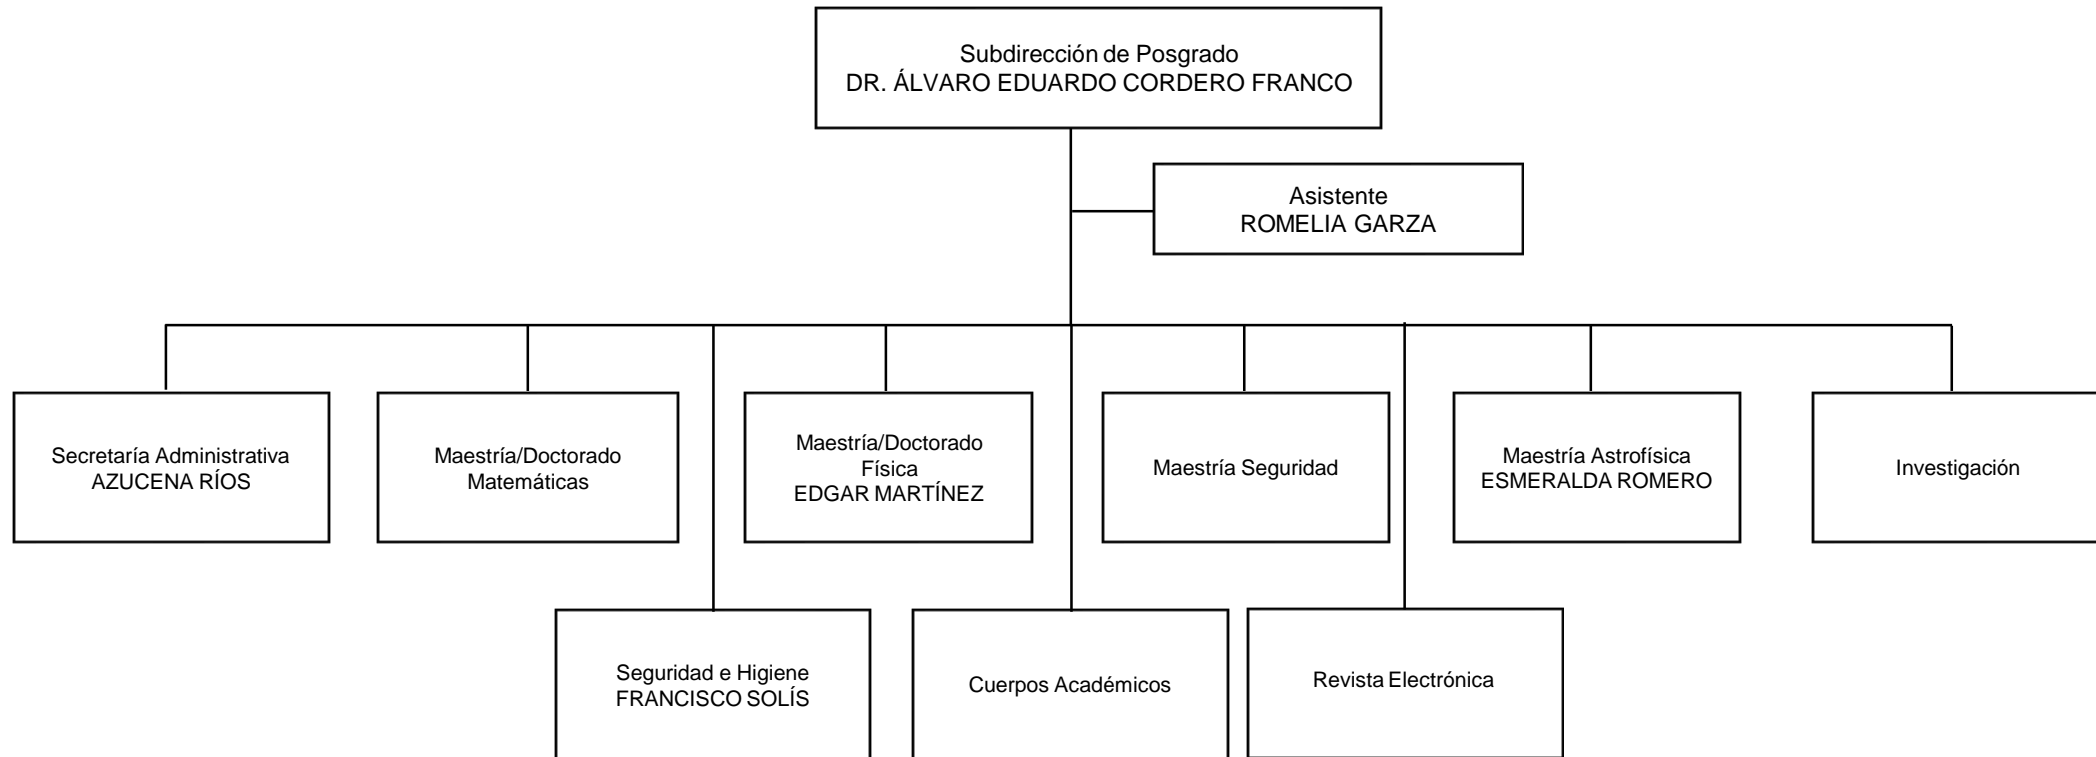 Subdirección de Posgrado
DR. ÁLVARO EDUARDO CORDERO FRANCO
Asistente
ROMELIA GARZA
Secretaría Administrativa
AZUCENA RÍOS
Maestría/Doctorado
Matemáticas
Maestría/Doctorado
Física
EDGAR MARTÍNEZ
Maestría Seguridad
Maestría Astrofísica
ESMERALDA ROMERO
Investigación
Seguridad e Higiene
FRANCISCO SOLÍS
Cuerpos Académicos
Revista Electrónica